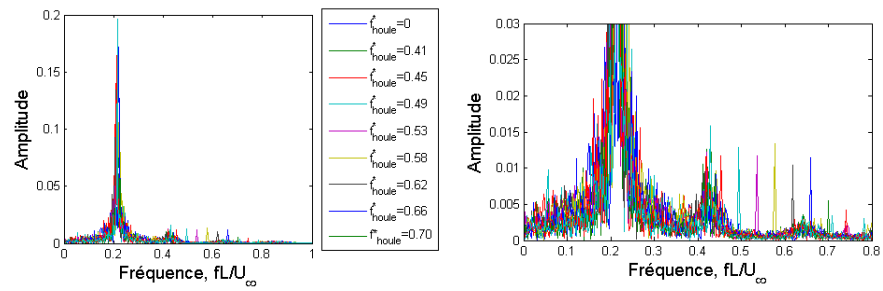 0.2
0.15
0.1
0.05
0
0 0.2 0.4 0.6 0.8 1
Amplitude
Fréquence, fL/U∞
f*houle=0
f*houle=0.41
f*houle=0.45
f*houle=0.49
f*houle=0.53
f*houle=0.58
f*houle=0.62
f*houle=0.66
f*houle=0.70
0.03
0.025
0.02
0.015
0.01
0.005
0
0 0.1 0.2 0.3 0.4 0.5 0.6 0.7 0.8
Amplitude
Fréquence, fL/U∞